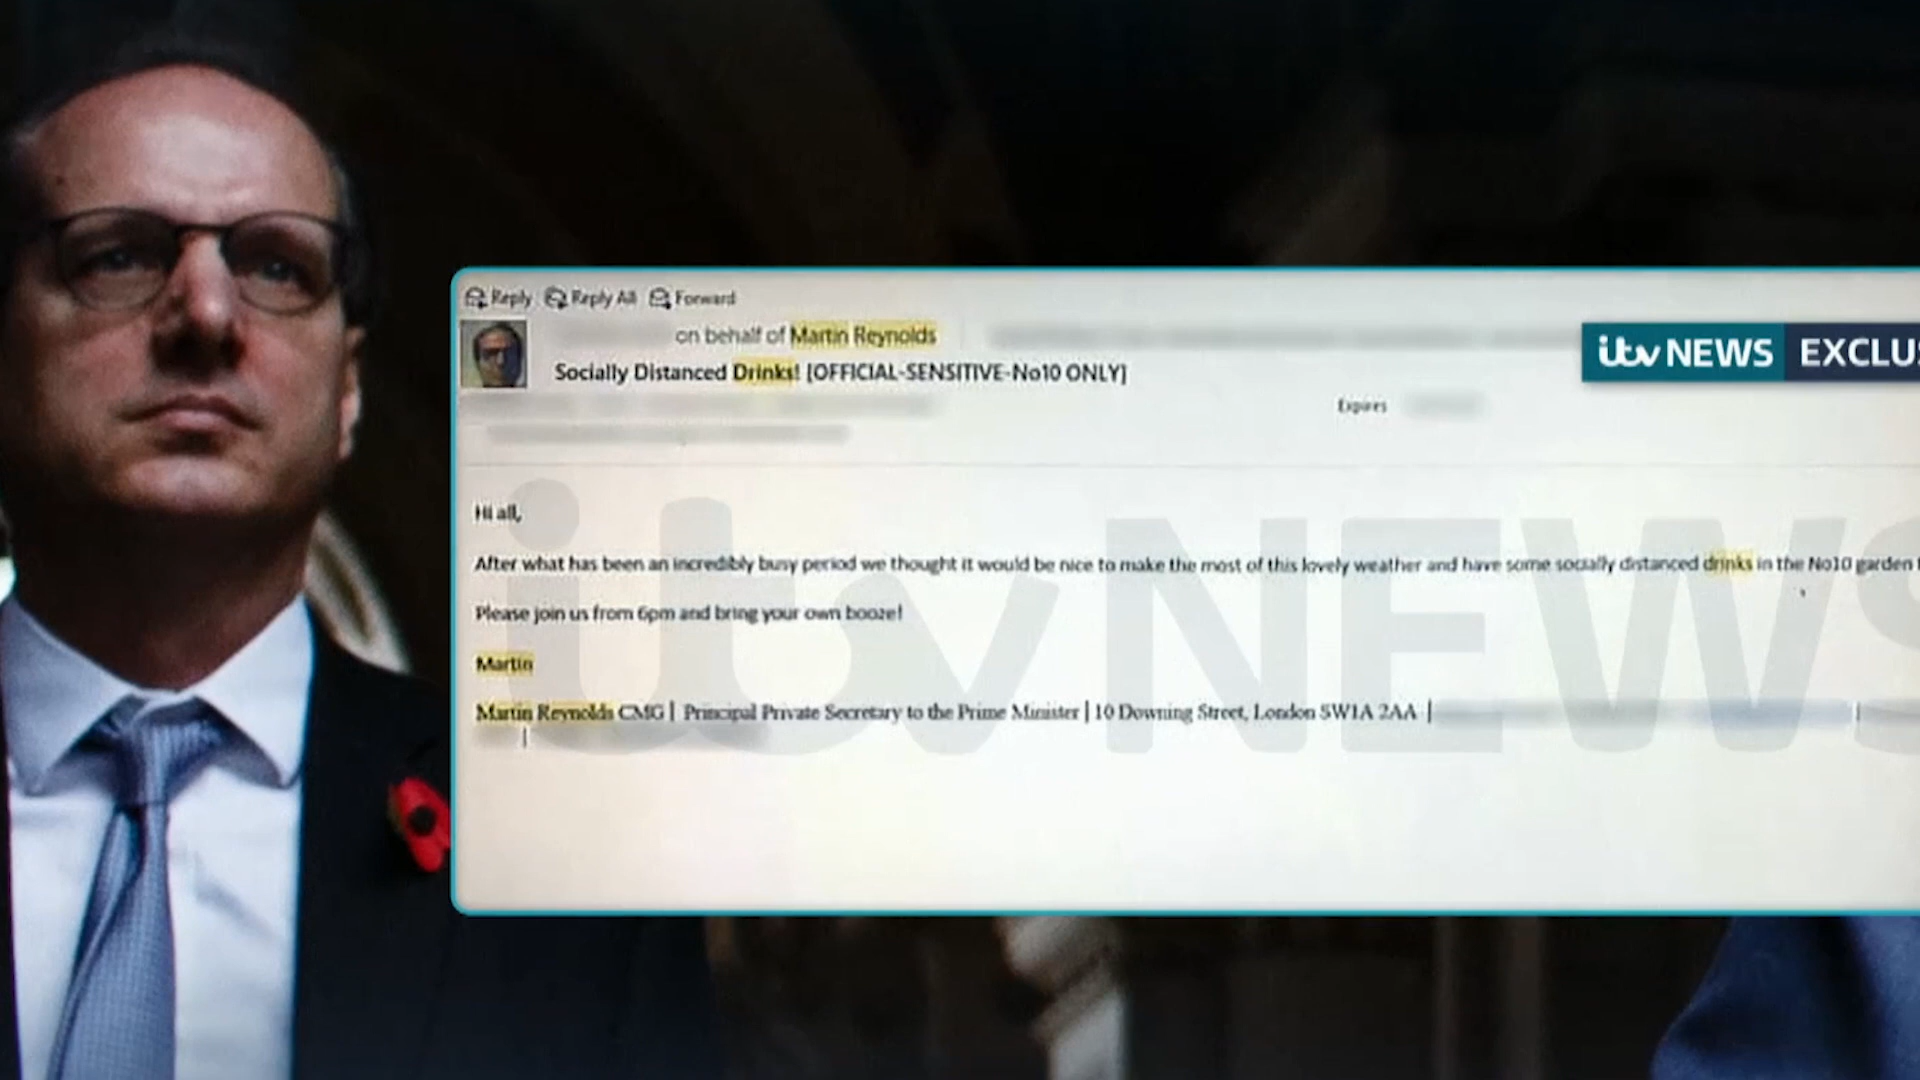 Reply Reply All Forward
on behalf of Martin Reynolds
itv NEWS EXCLUS
Socially Distanced Drinks! [OFFICIAL-SENSITIVE-No10 ONLY]
Expires
Hi all,
After what has been an incredibly busy period we thought it would be nice to make the most of this lovely weather and have some socially distanced drinks in the No10 garden
Please join us from 6pm and bring your own booze!
Martin
Martin Reynolds CMG | Principal Private Secretary to the Prime Minister | 10 Downing Street, London SW1A 2AA |
itv NEWS